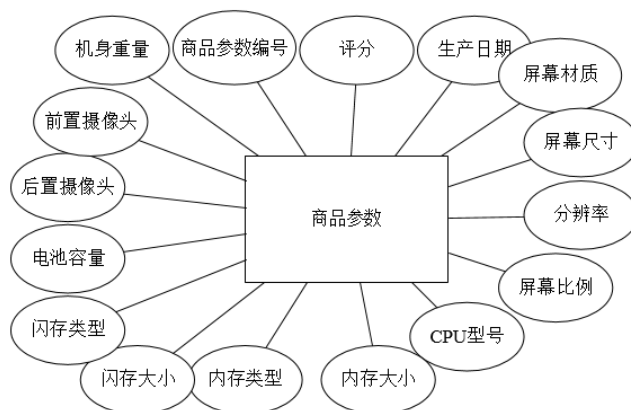 机身重量
商品参数编号
评分
生产日期
屏幕材质
前置摄像头
屏幕尺寸
后置摄像头
商品参数
分辨率
电池容量
屏幕比例
闪存类型
CPU型号
闪存大小
内存类型
内存大小